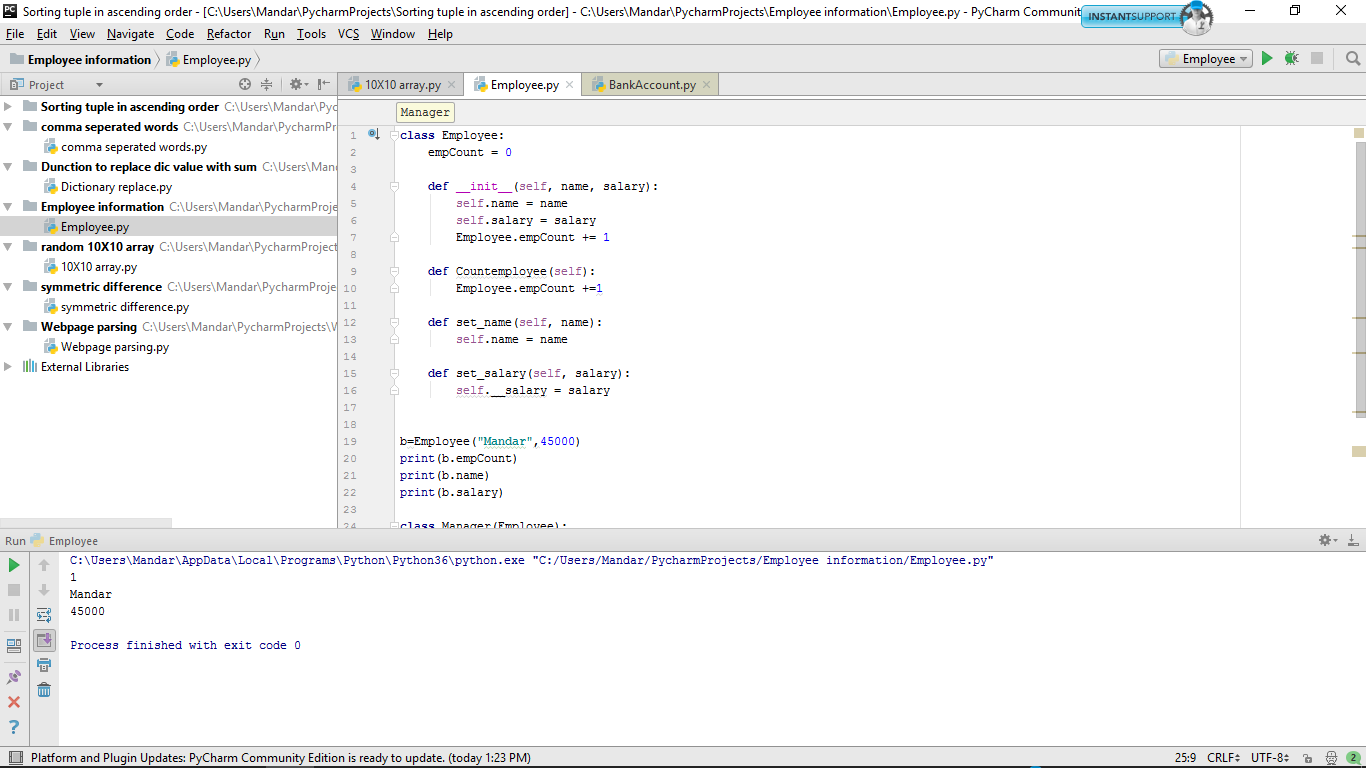 PC Sorting tuple in ascending order - [C:\Users\Mandar\PycharmProjects\Sorting tuple in ascending order] - C:\Users\Mandar\PycharmProjects\Employee information\Employee.py - PyCharm Community
INSTANTSUPPORT
File Edit View Navigate Code Refactor Run Tools VCS Window Help
Employee information Employee.py Employee
Project 10X10 array.py Employee.py BankAccount.py
Sorting tuple in ascending order C:\Users\Mandar\Pyc
comma seperated words C:\Users\Mandar\PycharmPr
comma seperated words.py
Dunction to replace dic value with sum C:\Users\Man
Dictionary replace.py
Employee information C:\Users\Mandar\PycharmProje
Employee.py
random 10X10 array C:\Users\Mandar\PycharmProject
10X10 array.py
symmetric difference C:\Users\Mandar\PycharmProje
symmetric difference.py
Webpage parsing C:\Users\Mandar\PycharmProjects\W
Webpage parsing.py
External Libraries
Manager
1 class Employee:
2 empCount = 0
3
4 def __init__(self, name, salary):
5 self.name = name
6 self.salary = salary
7 Employee.empCount += 1
8
9 def Countemployee(self):
10 Employee.empCount +=1
11
12 def set_name(self, name):
13 self.name = name
14
15 def set_salary(self, salary):
16 self.__salary = salary
17
18
19 b=Employee("Mandar",45000)
20 print(b.empCount)
21 print(b.name)
22 print(b.salary)
23
24 class Manager(Employee):
Run Employee
C:\Users\Mandar\AppData\Local\Programs\Python\Python36\python.exe "C:/Users/Mandar/PycharmProjects/Employee information/Employee.py"
1
Mandar
45000
Process finished with exit code 0
Platform and Plugin Updates: PyCharm Community Edition is ready to update. (today 1:23 PM) 25:9 CRLF UTF-8 2